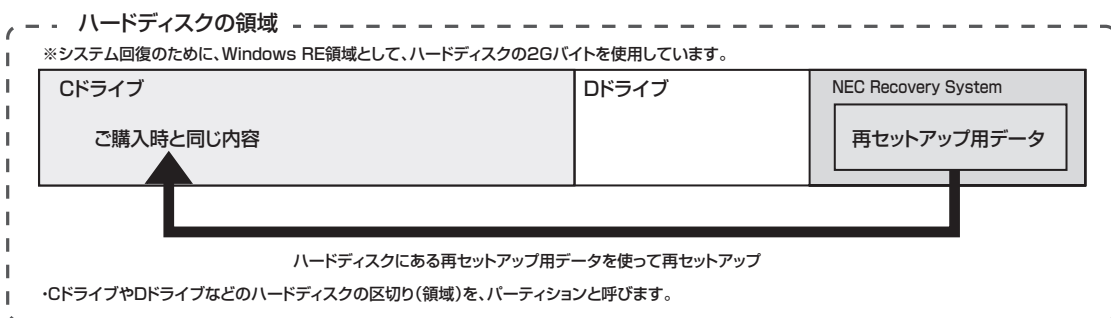 ハードディスクの領域
※システム回復のために、Windows RE領域として、ハードディスクの2Gバイトを使用しています。
Cドライブ
Dドライブ
NEC Recovery System
ご購入時と同じ内容
再セットアップ用データ
ハードディスクにある再セットアップ用データを使って再セットアップ
・CドライブやDドライブなどのハードディスクの区切り(領域)を、パーティションと呼びます。